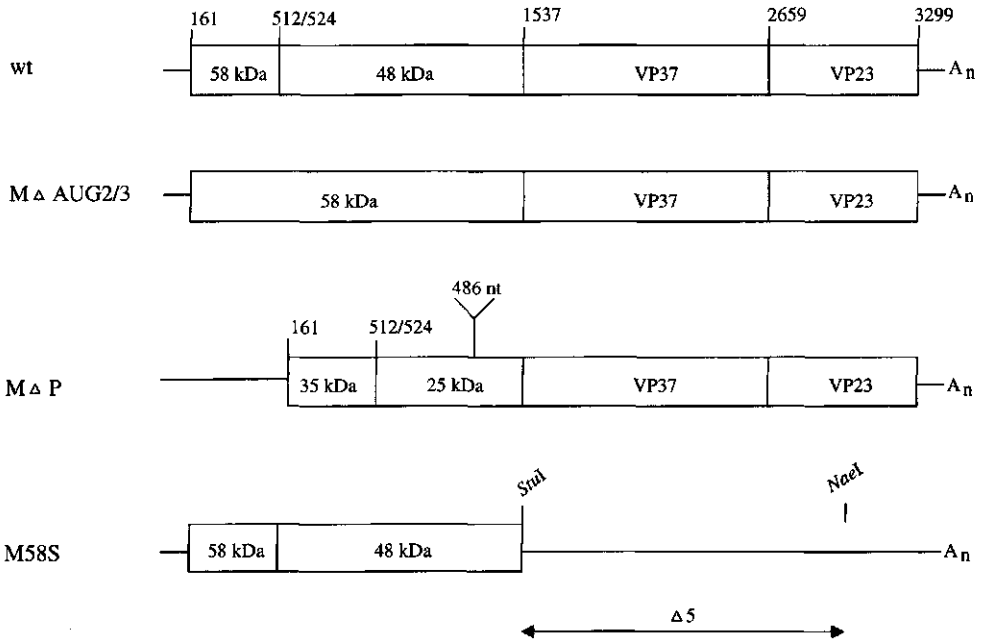 161 512/524 1537 2659 3299
wt 58 kDa 48 kDa VP37 VP23 An
M Δ AUG2/3 58 kDa VP37 VP23 An
486 nt
161 512/524
M Δ P 35 kDa 25 kDa VP37 VP23 An
StuI NaeI
M58S 58 kDa 48 kDa An
Δ5